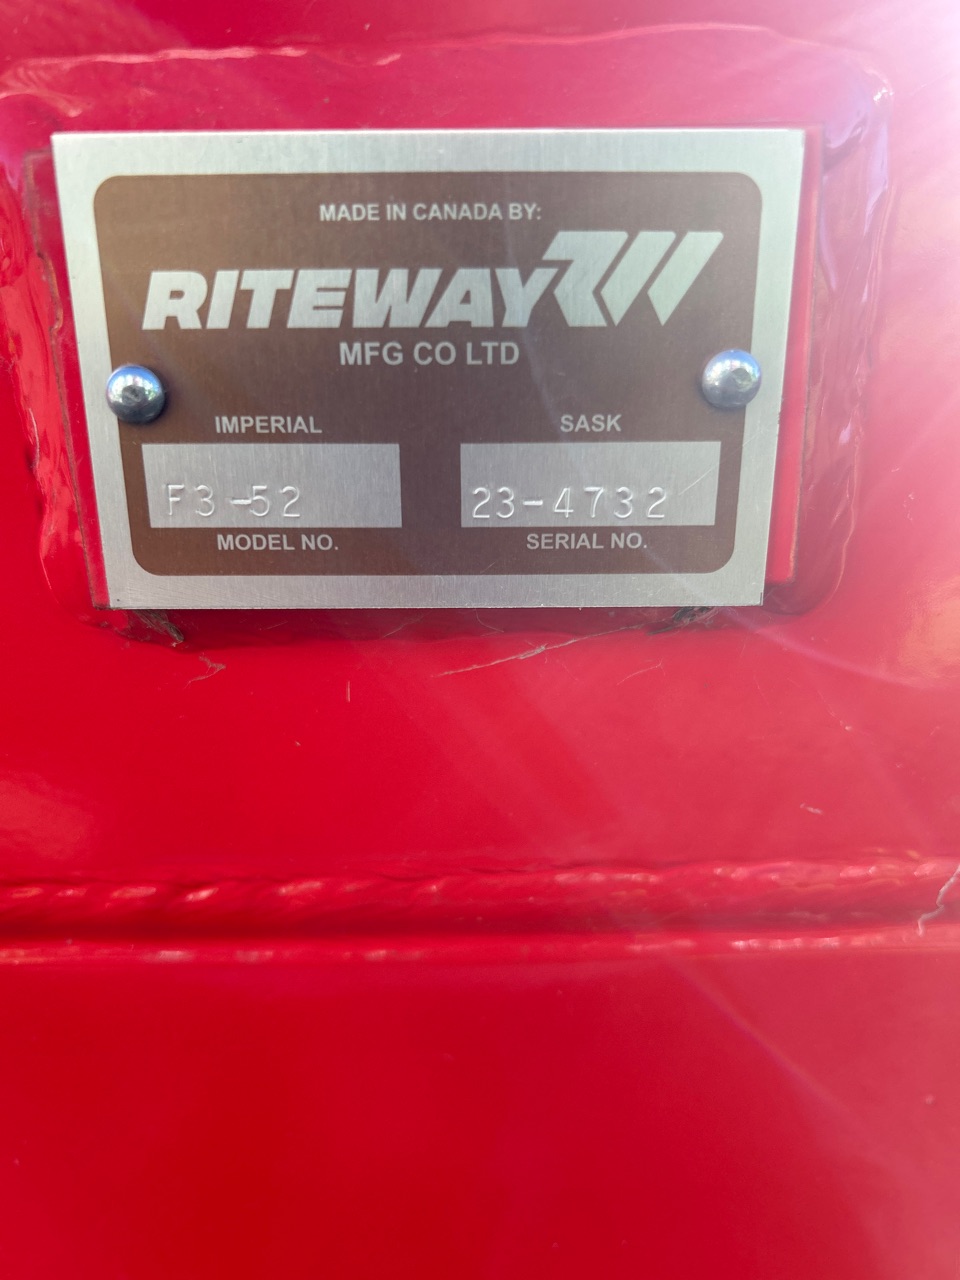 MADE IN CANADA BY:
RITEWAY
MFG CO LTD
IMPERIAL SASK
F3-52 23-4732
MODEL NO. SERIAL NO.